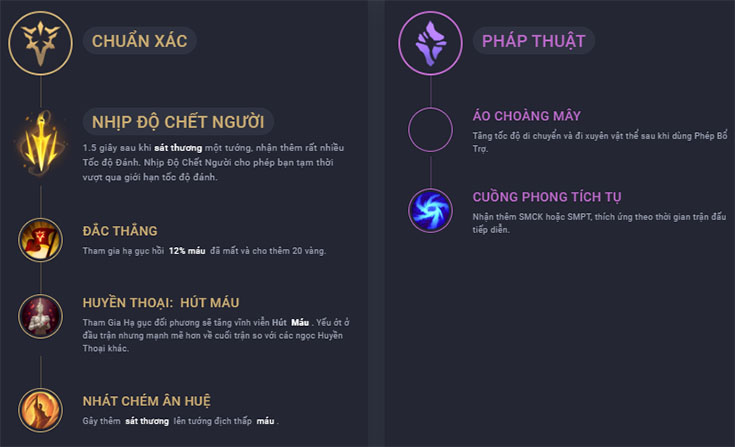 CHUẨN XÁC
NHỊP ĐỘ CHẾT NGƯỜI
1.5 giây sau khi sát thương một tướng, nhận thêm rất nhiều
Tốc độ Đánh. Nhịp Độ Chết Người cho phép bạn tạm thời
vượt qua giới hạn tốc độ đánh.
ĐẮC THẮNG
Tham gia hạ gục hồi 12% máu đã mất và cho thêm 20 vàng.
HUYỀN THOẠI: HÚT MÁU
Tham Gia Hạ gục đối phương sẽ tăng vĩnh viễn Hút Máu . Yếu ớt ở
đầu trận nhưng mạnh mẽ hơn về cuối trận so với các ngọc Huyền
Thoại khác.
NHÁT CHÉM ÂN HUỆ
Gây thêm sát thương lên tướng địch thấp máu .
PHÁP THUẬT
ÁO CHOÀNG MÂY
Tăng tốc độ di chuyển và đi xuyên vật thể sau khi dùng Phép Bổ
Trợ.
CUỒNG PHONG TÍCH TỤ
Nhận thêm SMCK hoặc SMPT, thích ứng theo thời gian trận đấu
tiếp diễn.